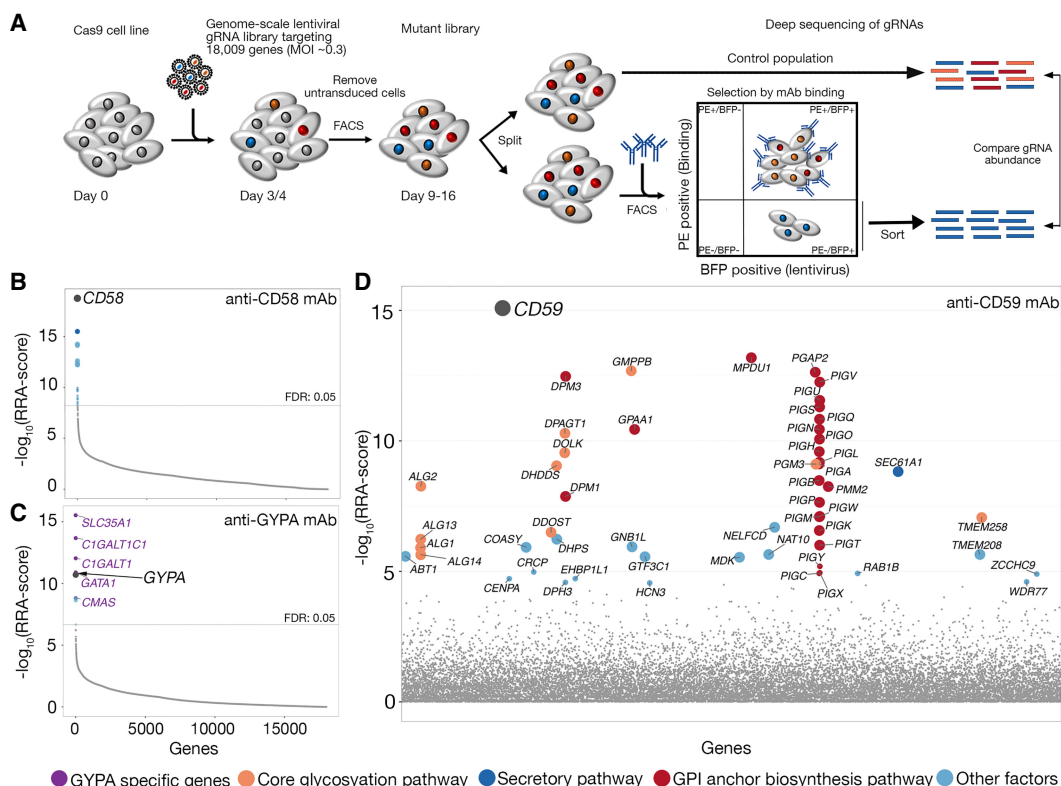 A
Cas9 cell line
Genome-scale lentiviral
gRNA library targeting
18,009 genes (MOI ~0.3)
Mutant library
Deep sequencing of gRNAs
Remove
untransduced cells
FACS
Split
Control population
Selection by mAb binding
PE+/BFP-
PE+/BFP+
PE positive (Binding)
FACS
PE-/BFP-
PE-/BFP+
BFP positive (lentivirus)
Sort
Compare gRNA
abundance
Day 0
Day 3/4
Day 9-16
B
anti-CD58 mAb
CD58
FDR: 0.05
-log10(RRA-score)
15
10
5
0
C
anti-GYPA mAb
SLC35A1
C1GALT1C1
C1GALT1
GYPA
GATA1
CMAS
FDR: 0.05
-log10(RRA-score)
15
10
5
0
0
5000
10000
15000
Genes
D
anti-CD59 mAb
-log10(RRA-score)
15
10
5
0
CD59
GMPPB
MPDU1
PGAP2
DPM3
PIGV
PIGU
PIGS
GPAA1
PIGQ
DPAGT1
PIGN
PIGO
DOLK
PIGH
PIGL
DHDDS
PGM3
PIGA
SEC61A1
ALG2
PIGB
PMM2
DPM1
PIGP
PIGW
ALG13
DDOST
PIGM
TMEM258
ALG1
COASY
DHPS
GNB1L
NELFCD
PIGK
ABT1
ALG14
GTF3C1
MDK
NAT10
PIGT
TMEM208
CRCP
EHBP1L1
PIGY
RAB1B
ZCCHC9
CENPA
DPH3
HCN3
PIGC
PIGX
WDR77
Genes
GYPA specific genes
Core glycosvation pathway
Secretory pathway
GPI anchor biosynthesis pathway
Other factors